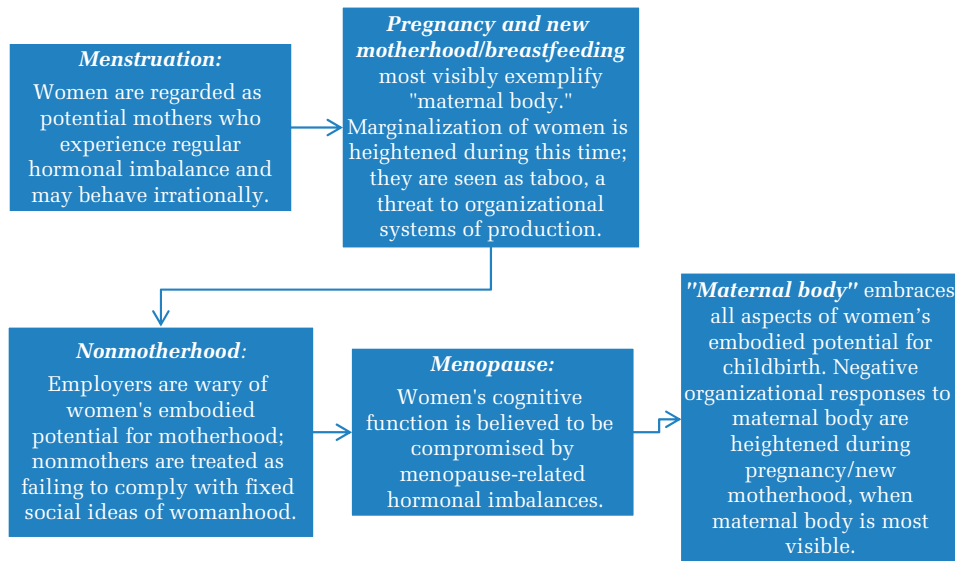 Menstruation:
Women are regarded as
potential mothers who
experience regular
hormonal imbalance and
may behave irrationally.
Pregnancy and new
motherhood/breastfeeding
most visibly exemplify
"maternal body."
Marginalization of women is
heightened during this time;
they are seen as taboo, a
threat to organizational
systems of production.
Nonmotherhood:
Employers are wary of
women's embodied
potential for motherhood;
nonmothers are treated as
failing to comply with fixed
social ideas of womanhood.
Menopause:
Women's cognitive
function is believed to be
compromised by
menopause-related
hormonal imbalances.
"Maternal body" embraces
all aspects of women’s
embodied potential for
childbirth. Negative
organizational responses to
maternal body are
heightened during
pregnancy/new
motherhood, when
maternal body is most
visible.